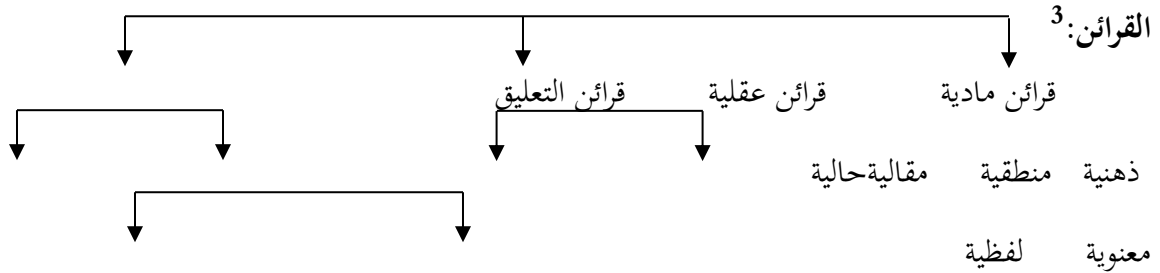 القرائن:3
قرائن مادية قرائن عقلية قرائن التعليق
ذهنية منطقية مقاليةحالية
معنوية لفظية